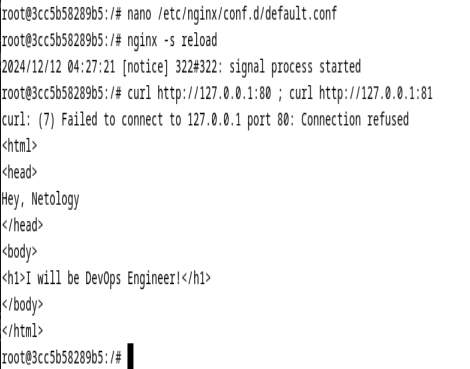 root@3cc5b58289b5:/# nano /etc/nginx/conf.d/default.conf
root@3cc5b58289b5:/# nginx -s reload
2024/12/12 04:27:21 [notice] 322#322: signal process started
root@3cc5b58289b5:/# curl http://127.0.0.1:80 ; curl http://127.0.0.1:81
curl: (7) Failed to connect to 127.0.0.1 port 80: Connection refused
<html>
<head>
Hey, Netology
</head>
<body>
<h1>I will be DevOps Engineer!</h1>
</body>
</html>
root@3cc5b58289b5:/#